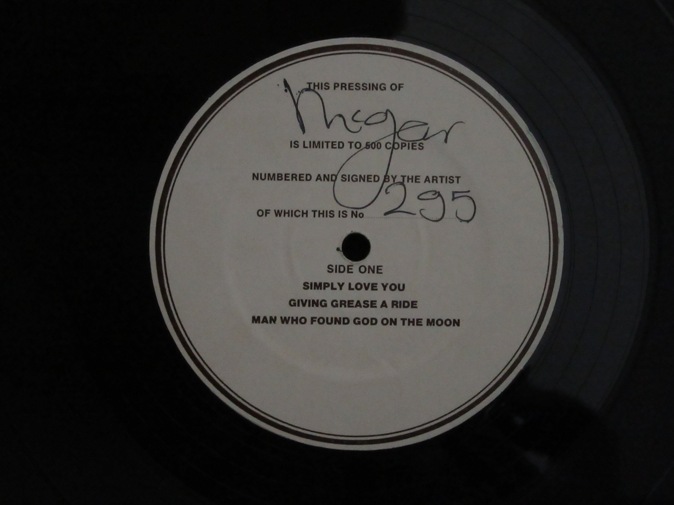 THIS PRESSING OF
McGear
IS LIMITED TO 500 COPIES
NUMBERED AND SIGNED BY THE ARTIST
OF WHICH THIS IS No 295
SIDE ONE
SIMPLY LOVE YOU
GIVING GREASE A RIDE
MAN WHO FOUND GOD ON THE MOON